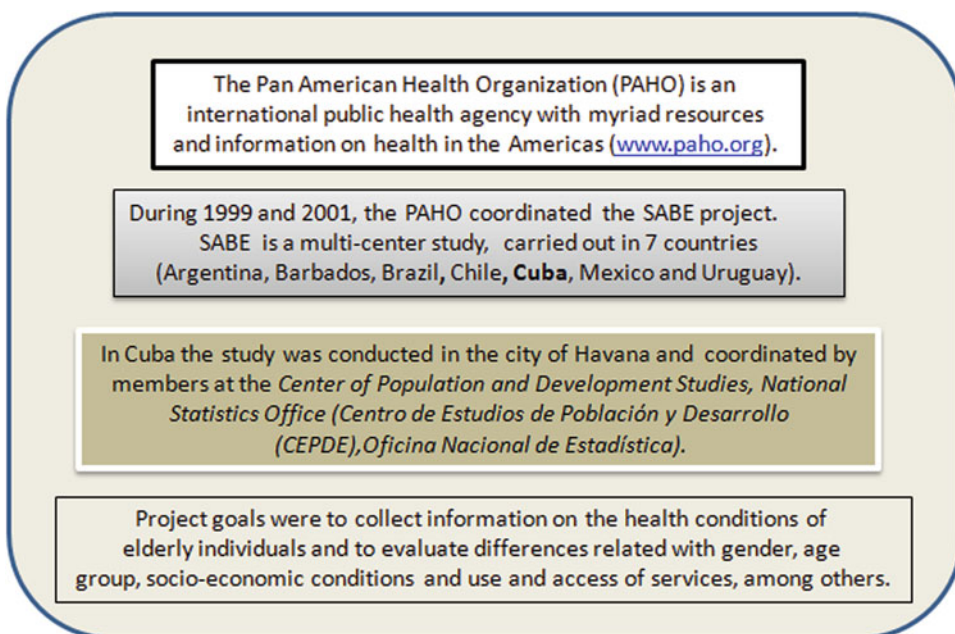 The Pan American Health Organization (PAHO) is an
international public health agency with myriad resources
and information on health in the Americas (www.paho.org).
During 1999 and 2001, the PAHO coordinated the SABE project.
SABE is a multi-center study, carried out in 7 countries
(Argentina, Barbados, Brazil, Chile, Cuba, Mexico and Uruguay).
In Cuba the study was conducted in the city of Havana and coordinated by
members at the Center of Population and Development Studies, National
Statistics Office (Centro de Estudios de Población y Desarrollo
(CEPDE),Oficina Nacional de Estadística).
Project goals were to collect information on the health conditions of
elderly individuals and to evaluate differences related with gender, age
group, socio-economic conditions and use and access of services, among others.